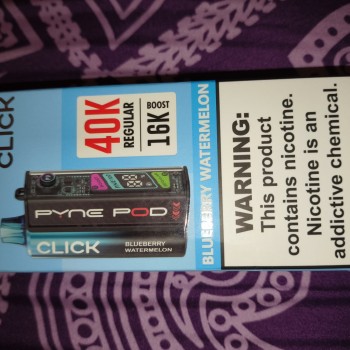 CLICK
40K
REGULAR
BOOST
16K
PYNE POD
CLICK
BLUEBERRY
WATERMELON
BLUEBERRY WATERMELON
WARNING:
This product
contains nicotine.
Nicotine is an
addictive chemical.